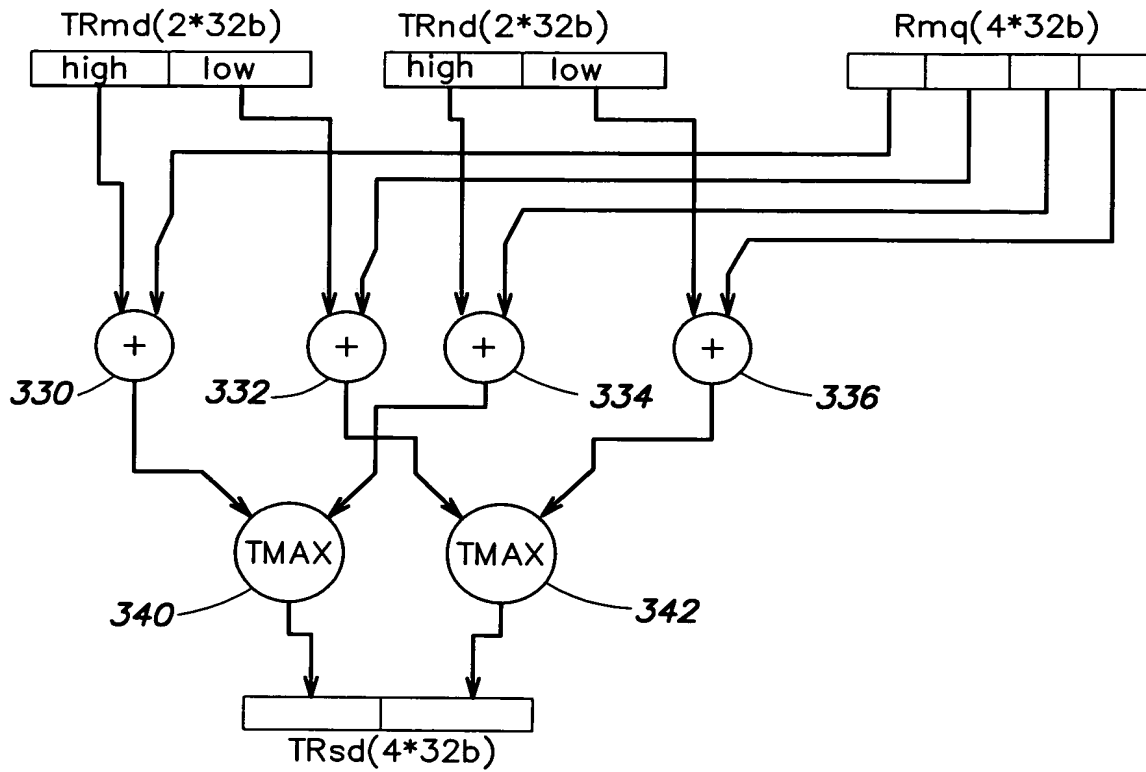 TRmd(2*32b) TRnd(2*32b) Rmq(4*32b)
high low high low
+ + + +
330 332 334 336
TMAX TMAX
340 342
TRsd(4*32b)